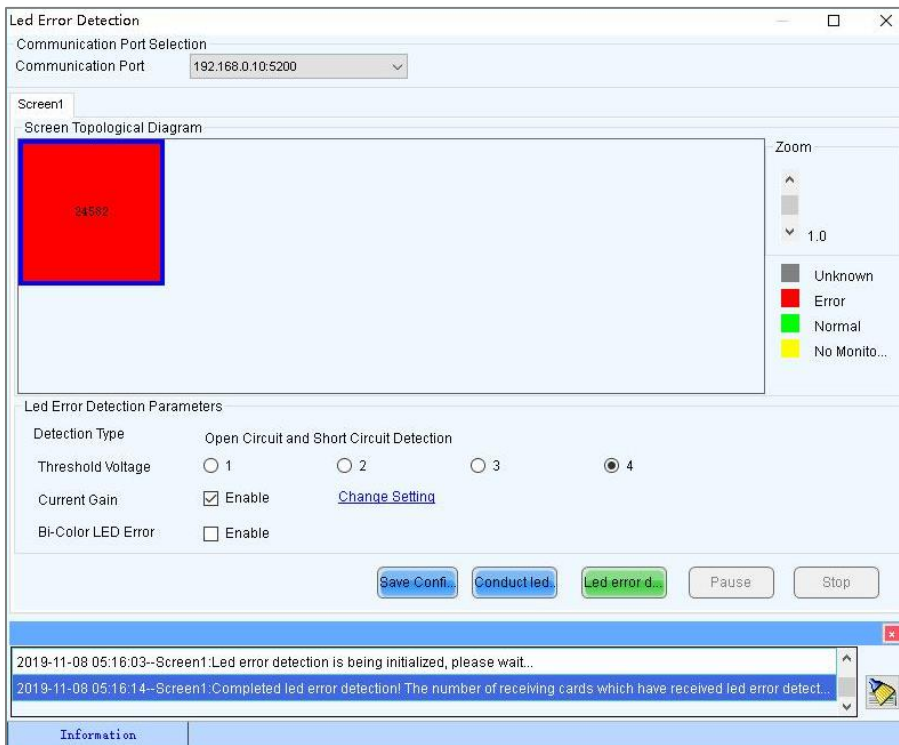 Led Error Detection
Communication Port Selection
Communication Port 192.168.0.10:5200
Screen1
Screen Topological Diagram
24582
Zoom
1.0
Unknown
Error
Normal
No Monito...
Led Error Detection Parameters
Detection Type Open Circuit and Short Circuit Detection
Threshold Voltage 1 2 3 4
Current Gain Enable Change Setting
Bi-Color LED Error Enable
Save Confi... Conduct led... Led error d... Pause Stop
2019-11-08 05:16:03--Screen1:Led error detection is being initialized, please wait...
2019-11-08 05:16:14--Screen1:Completed led error detection! The number of receiving cards which have received led error detect...
Information